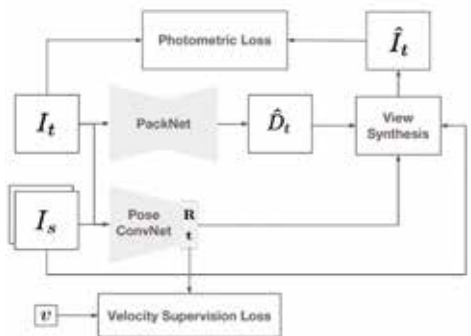 Photometric Loss
Î_t
I_t
PackNet
D̂_t
View
Synthesis
I_s
Pose
ConvNet
R
t
v
Velocity Supervision Loss